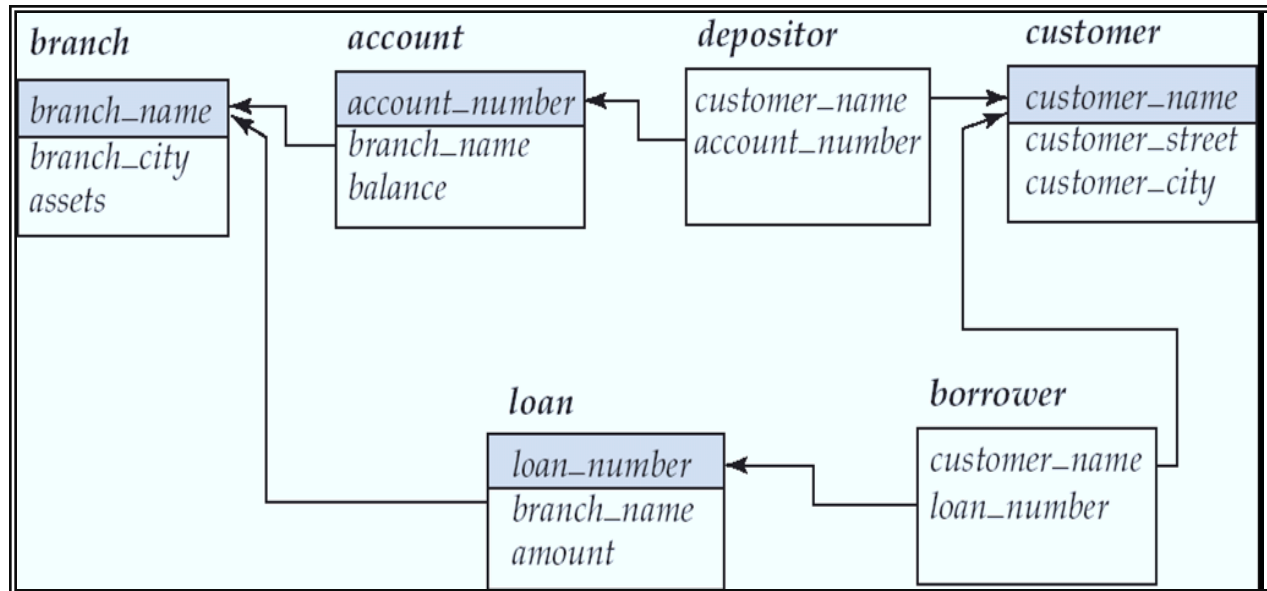 branch
branch_name
branch_city
assets
account
account_number
branch_name
balance
depositor
customer_name
account_number
customer
customer_name
customer_street
customer_city
loan
loan_number
branch_name
amount
borrower
customer_name
loan_number